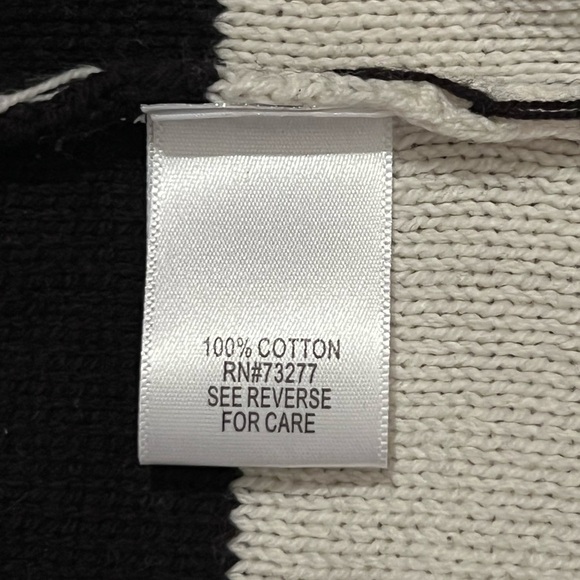 100% COTTON
RN#73277
SEE REVERSE
FOR CARE